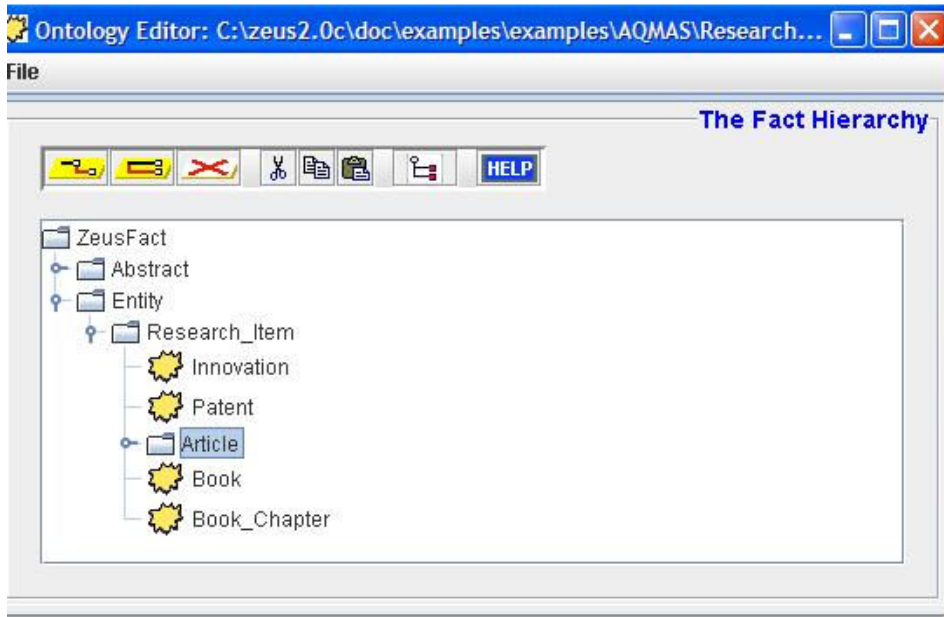 Ontology Editor: C:\zeus2.0c\doc\examples\examples\AQMAS\Research...
File
The Fact Hierarchy
HELP
ZeusFact
Abstract
Entity
Research_Item
Innovation
Patent
Article
Book
Book_Chapter